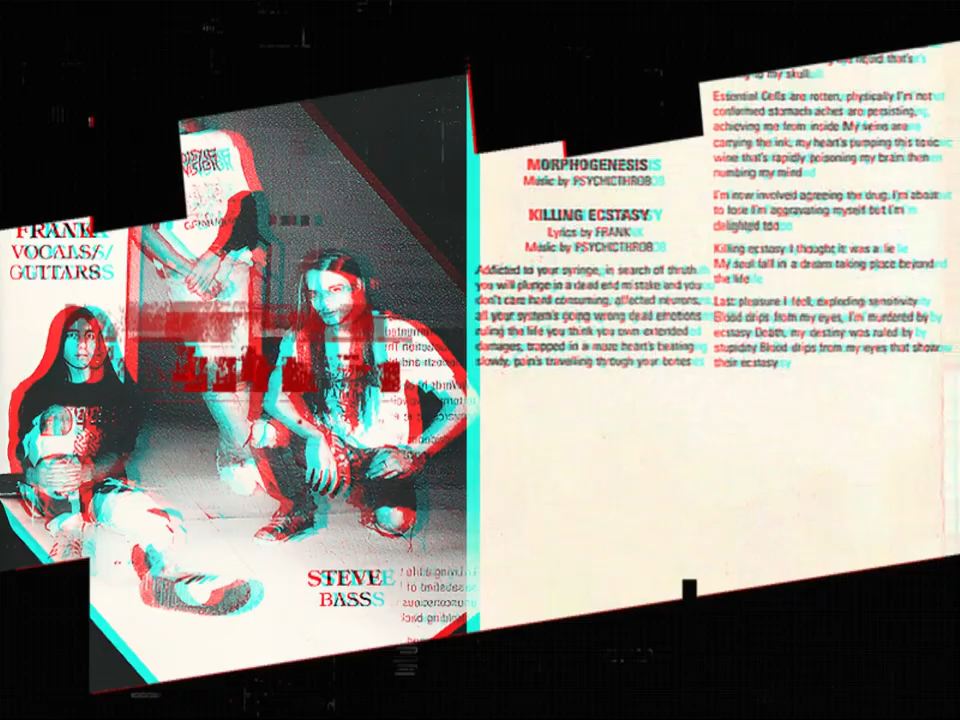 FRANK
VOCALS/
GUITARS
STEVE
BASS
MORPHOGENESIS
Music by PSYCHICTHROB
KILLING ECSTASY
Lyrics by FRANK
Music by PSYCHICTHROB
Addicted to your syringe, in search of thruth
you will plunge in a dead end mistake and you
don't care hard consuming, affected neurons,
all your system's going wrong dead emotions
ruling the life you think you own extended
damages, trapped in a maze heart's beating
slowly, pain's travelling through your bones
that's
to my skull
Essential Cells are rotten, physically I'm not
conformed stomach aches are persisting,
achieving me from inside My veins are
carrying the ink, my heart's pumping this toxic
wine that's rapidly poisoning my brain then
numbing my mind
I'm now involved agreeing the drug, I'm about
to lose I'm aggravating myself but I'm
delighted too
Killing ecstasy I thought it was a lie
My soul fall in a dream taking place beyond
the life
Last pleasure I feel, exploding sensitivity
Blood drips from my eyes, I'm murdered by
ecstasy Death, my destiny was ruled by
stupidity Blood drips from my eyes that show
their ecstasy